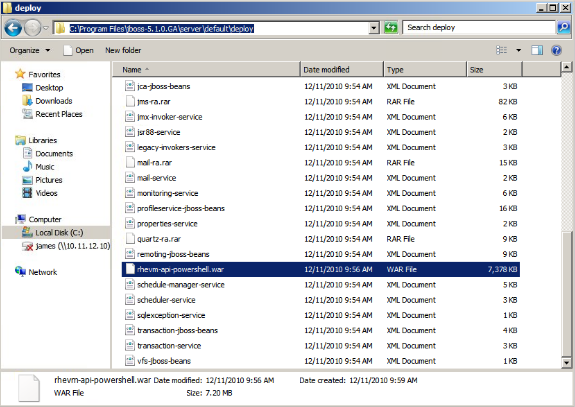 deploy
C:\Program Files\jboss-5.1.0.GA\server\default\deploy
Search deploy
Organize Open New folder
Name Date modified Type Size
Favorites
Desktop
Downloads
Recent Places
Libraries
Documents
Music
Pictures
Videos
Computer
Local Disk (C:)
james (\\10.11.12.10)
Network
jca-jboss-beans 12/11/2010 9:54 AM XML Document 3 KB
jms-ra.rar 12/11/2010 9:54 AM RAR File 82 KB
jmx-invoker-service 12/11/2010 9:54 AM XML Document 6 KB
jsr88-service 12/11/2010 9:54 AM XML Document 2 KB
legacy-invokers-service 12/11/2010 9:54 AM XML Document 3 KB
mail-ra.rar 12/11/2010 9:54 AM RAR File 15 KB
mail-service 12/11/2010 9:54 AM XML Document 2 KB
monitoring-service 12/11/2010 9:54 AM XML Document 6 KB
profileservice-jboss-beans 12/11/2010 9:54 AM XML Document 16 KB
properties-service 12/11/2010 9:54 AM XML Document 2 KB
quartz-ra.rar 12/11/2010 9:54 AM RAR File 9 KB
remoting-jboss-beans 12/11/2010 9:54 AM XML Document 6 KB
rhevm-api-powershell.war 12/11/2010 9:56 AM WAR File 7,378 KB
schedule-manager-service 12/11/2010 9:54 AM XML Document 5 KB
scheduler-service 12/11/2010 9:54 AM XML Document 3 KB
sqlexception-service 12/11/2010 9:54 AM XML Document 1 KB
transaction-jboss-beans 12/11/2010 9:54 AM XML Document 4 KB
transaction-service 12/11/2010 9:54 AM XML Document 2 KB
vfs-jboss-beans 12/11/2010 9:54 AM XML Document 4 KB
rhevm-api-powershell.war Date modified: 12/11/2010 9:56 AM Date created: 12/11/2010 9:59 AM
WAR File Size: 7.20 MB